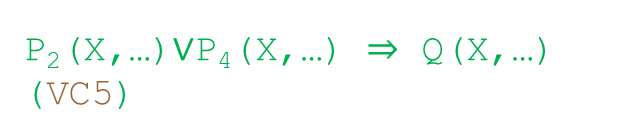 P₂(X,…)∨P₄(X,…) ⇒ Q(X,…)
(VC5)